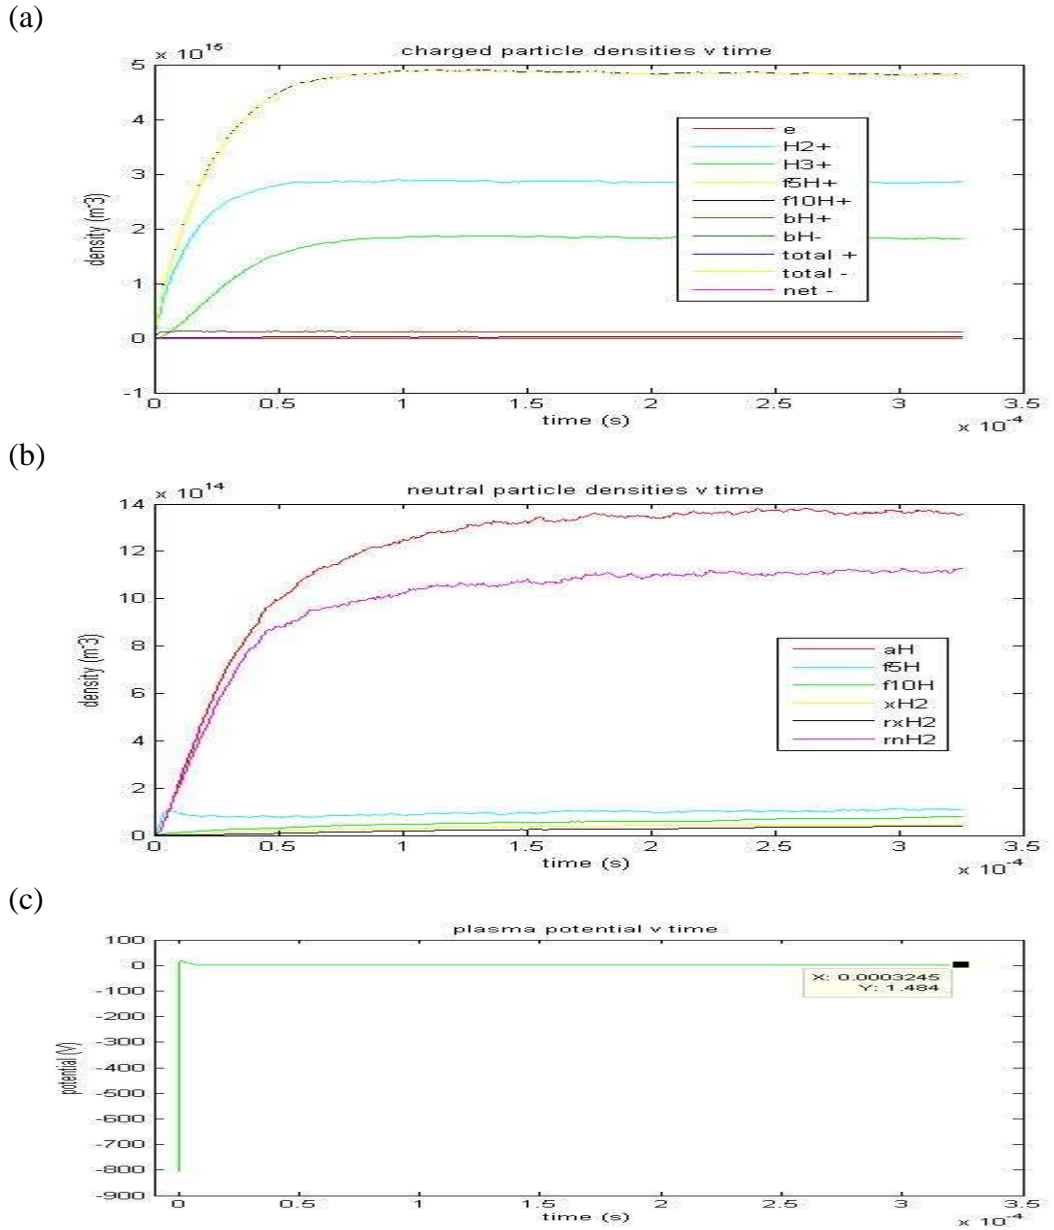 (a)
× 10^15
charged particle densities v time
5
4
3
2
1
0
-1
density (m^-3)
e
H2+
H3+
f5H+
f10H+
bH+
bH-
total +
total -
net -
0 0.5 1 1.5 2 2.5 3 3.5
time (s)
× 10^-4
(b)
× 10^14
neutral particle densities v time
14
12
10
8
6
4
2
0
density (m^-3)
aH
f5H
f10H
xH2
rxH2
rnH2
0 0.5 1 1.5 2 2.5 3 3.5
time (s)
× 10^-4
(c)
plasma potential v time
100
0
-100
-200
-300
-400
-500
-600
-700
-800
-900
potential (V)
X: 0.0003245
Y: 1.484
0 0.5 1 1.5 2 2.5 3 3.5
time (s)
× 10^-4